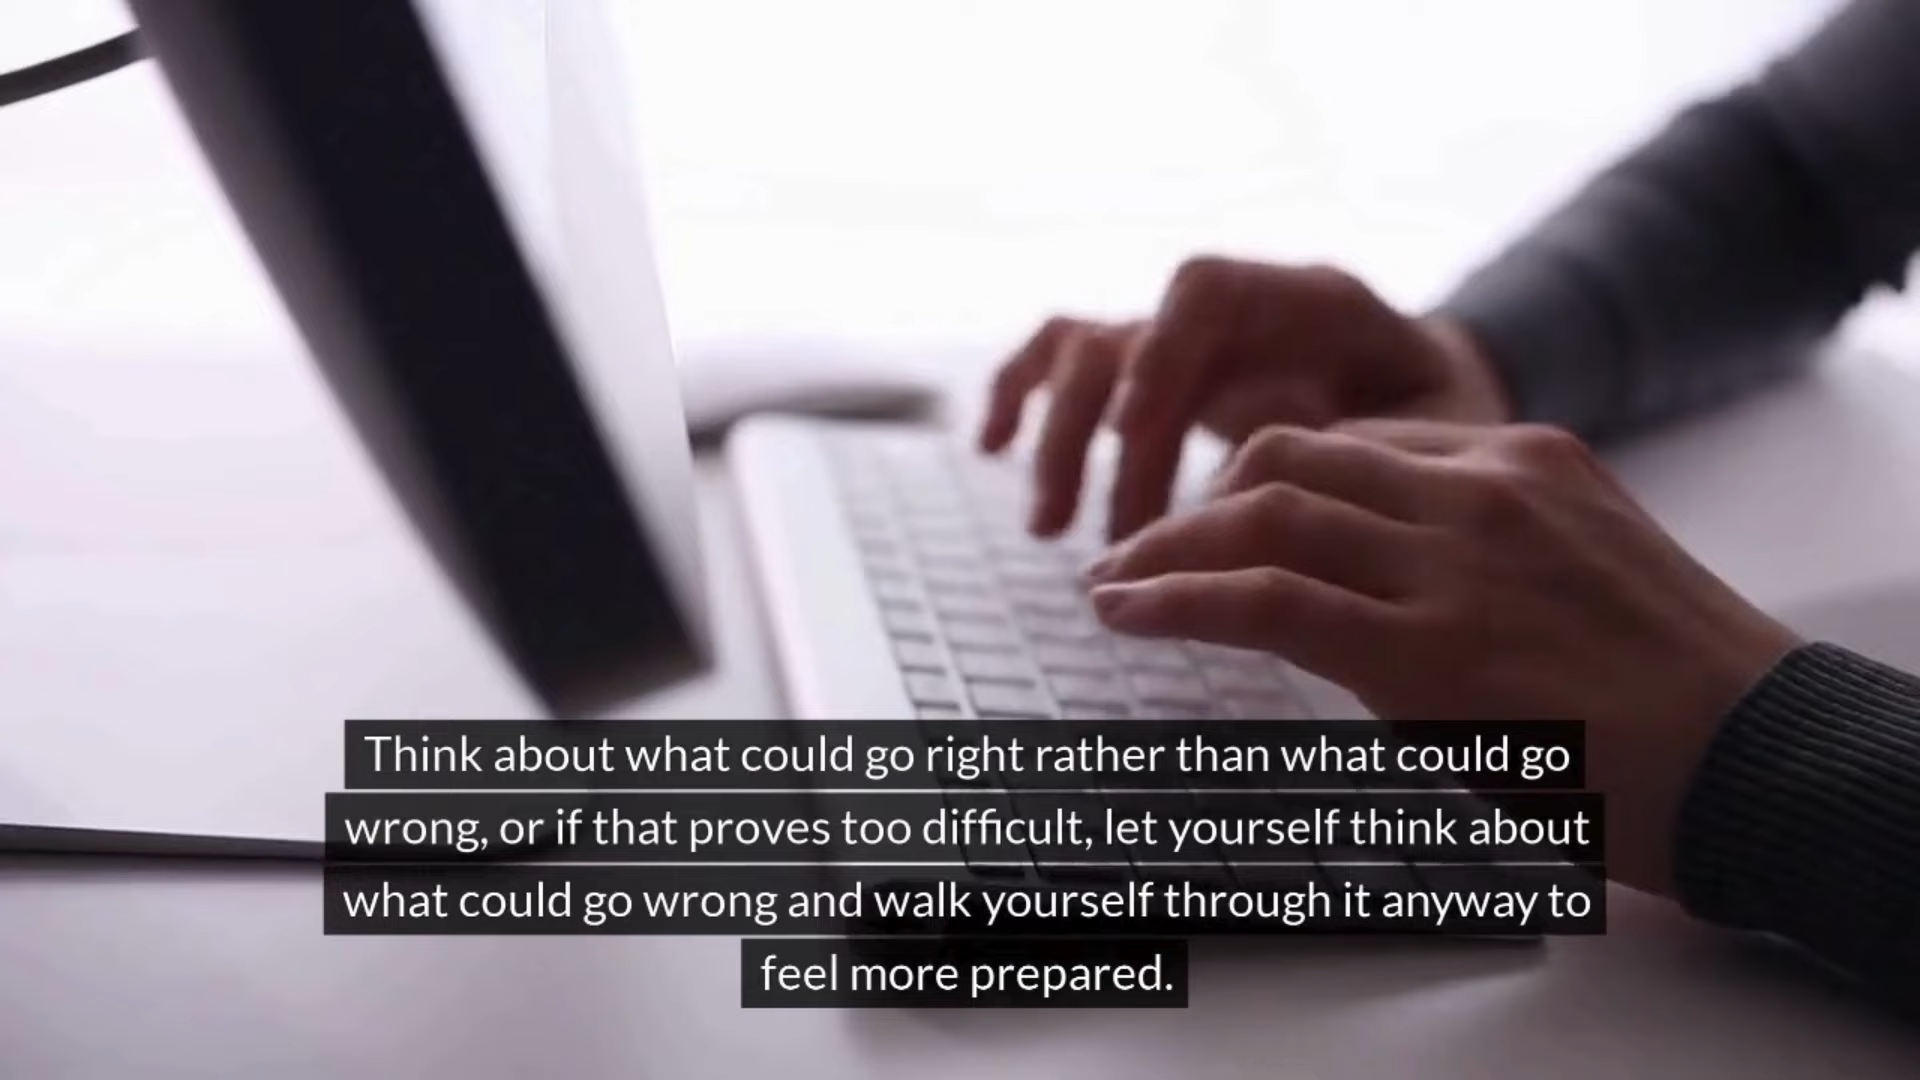 Think about what could go right rather than what could go
wrong, or if that proves too difficult, let yourself think about
what could go wrong and walk yourself through it anyway to
feel more prepared.